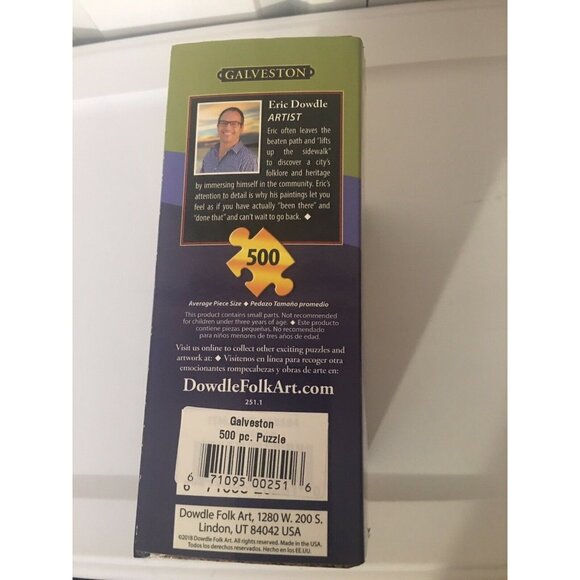 GALVESTON
Eric Dowdle
ARTIST
Eric often leaves the
beaten path and "lifts
up the sidewalk"
to discover a city's
folklore and heritage
by immersing himself in the community. Eric's
attention to detail is why his paintings let you
feel as if you have actually "been there" and
"done that" and can't wait to go back. ◆
500
Average Piece Size ◆ Pedazo Tamaño promedio
This product contains small parts. Not recommended
for children under three years of age. ◆ Este producto
contiene piezas pequeñas. No recomendado
para niños menores de tres años de edad.
Visit us online to collect other exciting puzzles and
artwork at: ◆ Visítenos en línea para recoger otra
emocionantes rompecabezas y obras de arte en:
DowdleFolkArt.com
251.1
Galveston
500 pc. Puzzle
6 71095 00251 6
Dowdle Folk Art, 1280 W. 200 S.
Lindon, UT 84042 USA
©2018 Dowdle Folk Art. All rights reserved. Made in the USA.
Todos los derechos reservados. Hecho en los EE.UU.